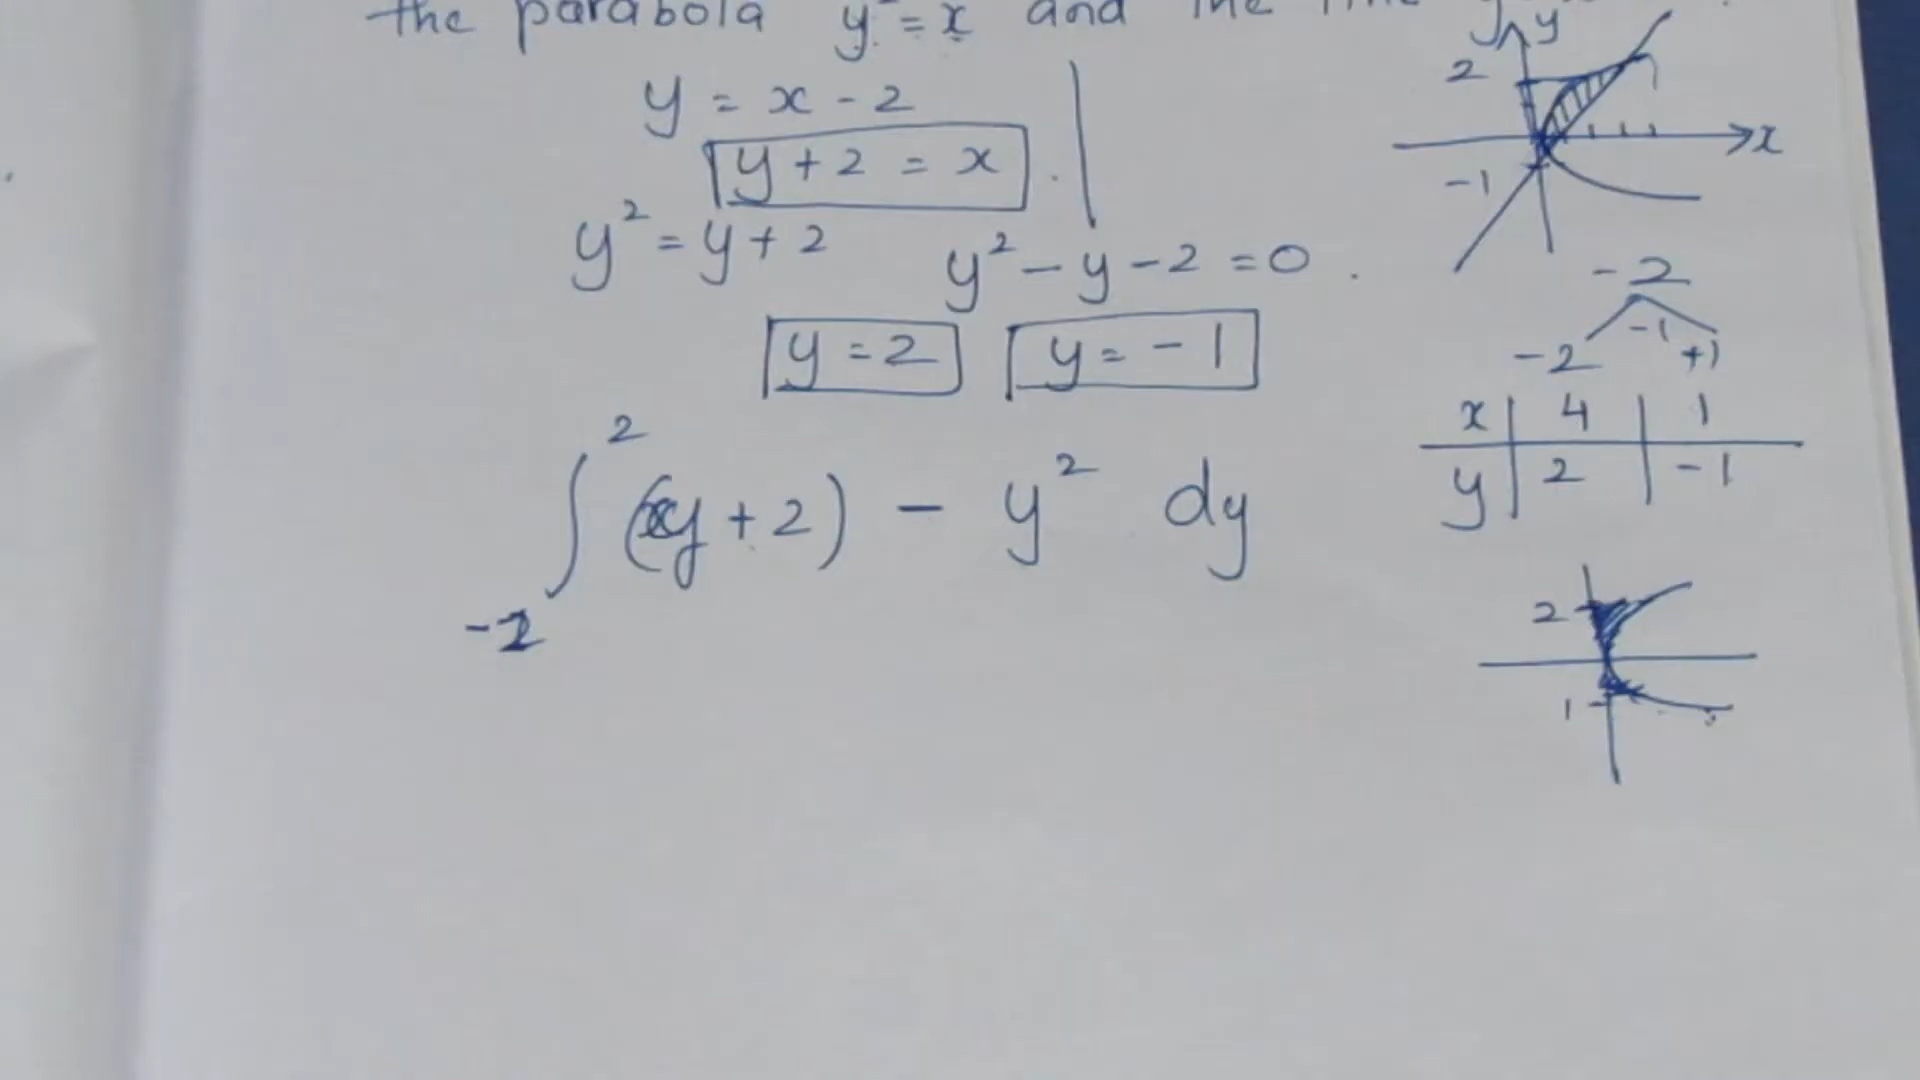 the parabola y² = x and the
y = x - 2
y + 2 = x
y² = y + 2 y² - y - 2 = 0
y = 2 y = -1
∫ 2 (y + 2) - y² dy
y
2
x
-1
-2
-1
-2 +1
x 4 1
y 2 -1
2
1